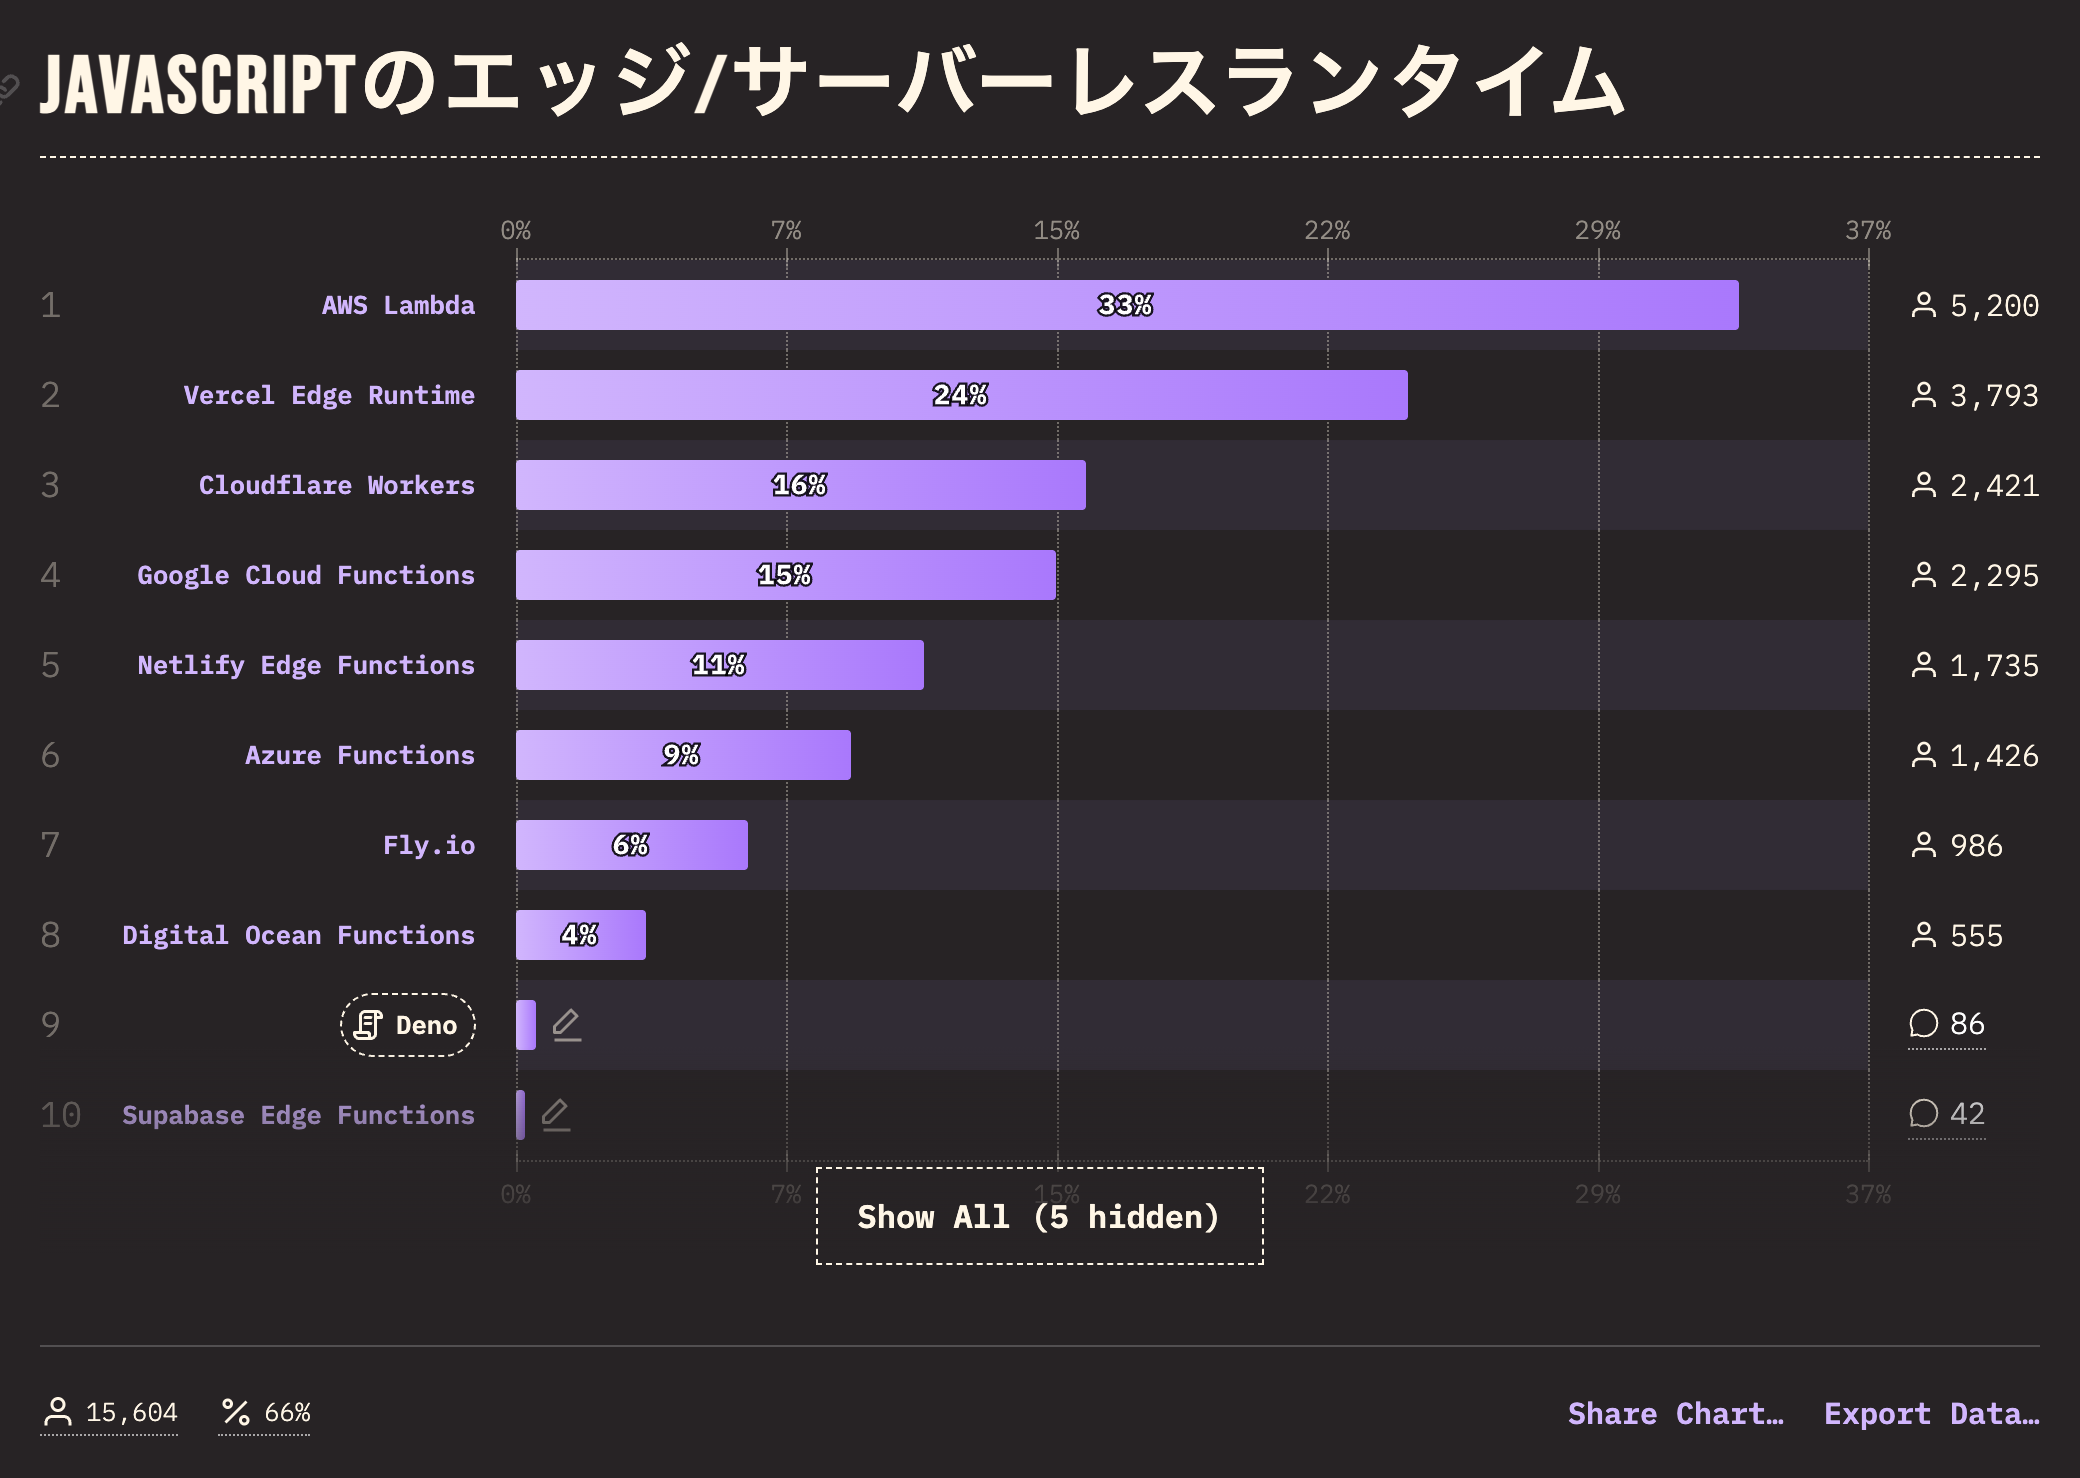 JAVASCRIPTのエッジ/サーバーレスランタイム
0% 7% 15% 22% 29% 37%
1 AWS Lambda 33% 5,200
2 Vercel Edge Runtime 24% 3,793
3 Cloudflare Workers 16% 2,421
4 Google Cloud Functions 15% 2,295
5 Netlify Edge Functions 11% 1,735
6 Azure Functions 9% 1,426
7 Fly.io 6% 986
8 Digital Ocean Functions 4% 555
9 Deno 86
10 Supabase Edge Functions 42
0% 7% 15% 22% 29% 37%
Show All (5 hidden)
15,604 66% Share Chart… Export Data…